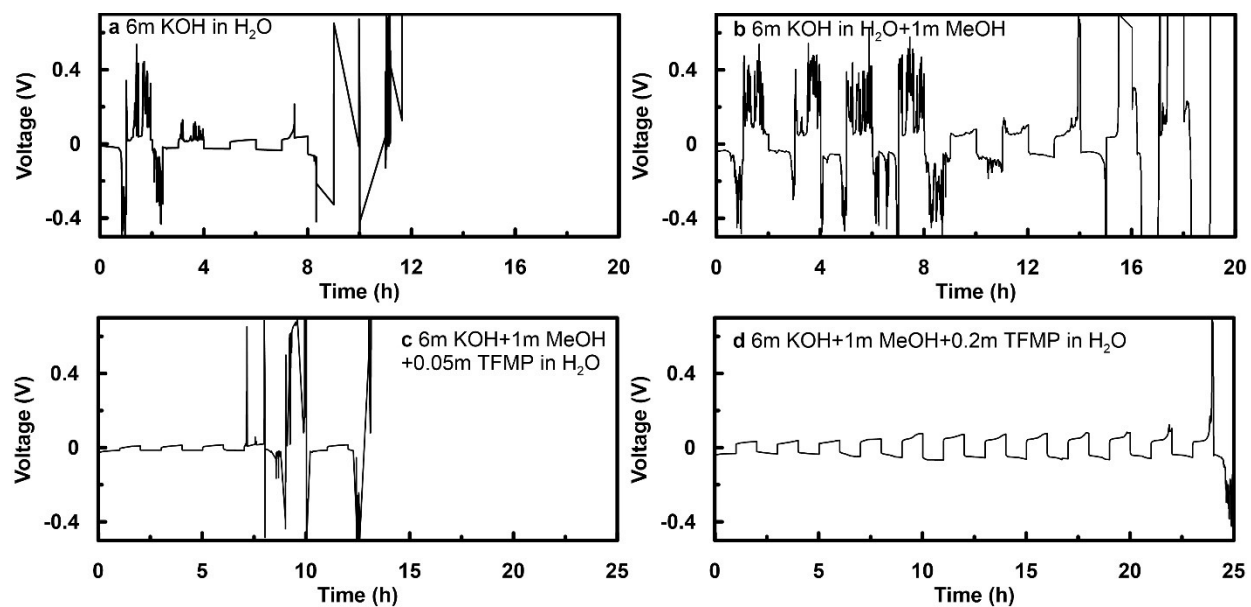 a 6m KOH in H₂O
Voltage (V)
0.4
0
-0.4
0 4 8 12 16 20
Time (h)
b 6m KOH in H₂O+1m MeOH
Voltage (V)
0.4
0
-0.4
0 4 8 12 16 20
Time (h)
c 6m KOH+1m MeOH
+0.05m TFMP in H₂O
Voltage (V)
0.4
0
-0.4
0 5 10 15 20 25
Time (h)
d 6m KOH+1m MeOH+0.2m TFMP in H₂O
Voltage (V)
0.4
0
-0.4
0 5 10 15 20 25
Time (h)